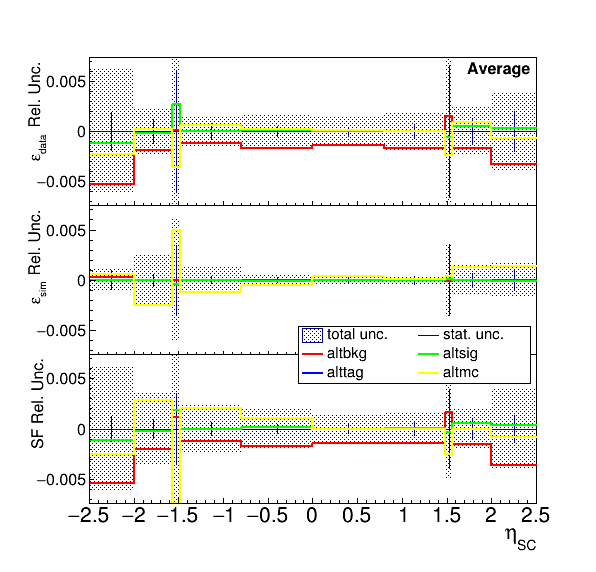 Average
ε_data Rel. Unc.
0.005
0
−0.005
ε_sim Rel. Unc.
0.005
0
−0.005
total unc.
stat. unc.
altbkg
altsig
alttag
altmc
SF Rel. Unc.
0.005
0
−0.005
−2.5 −2 −1.5 −1 −0.5 0 0.5 1 1.5 2 2.5
η_SC